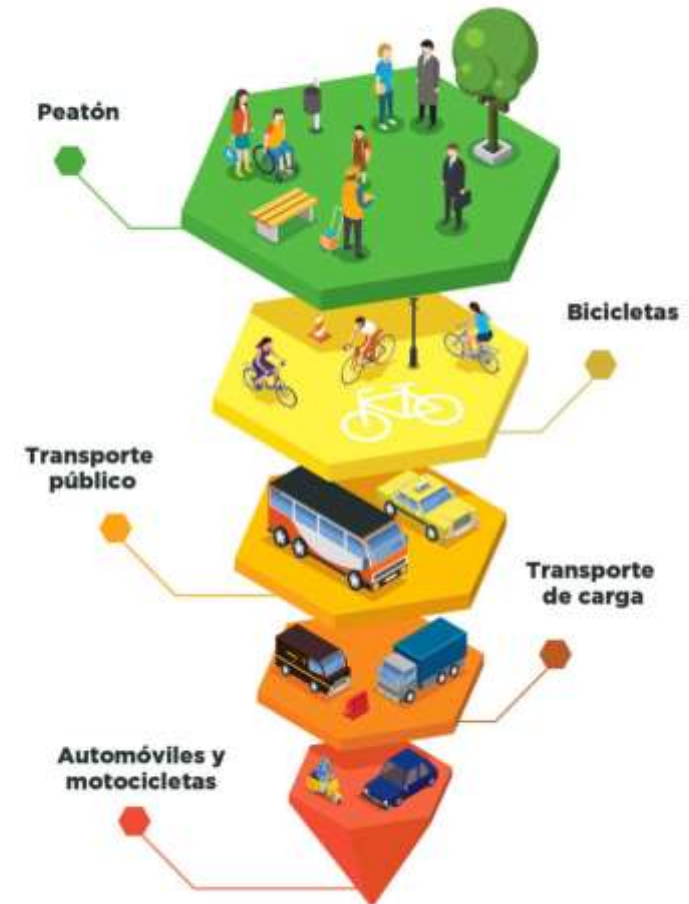 Peatón
Bicicletas
Transporte
público
Transporte
de carga
Automóviles y
motocicletas